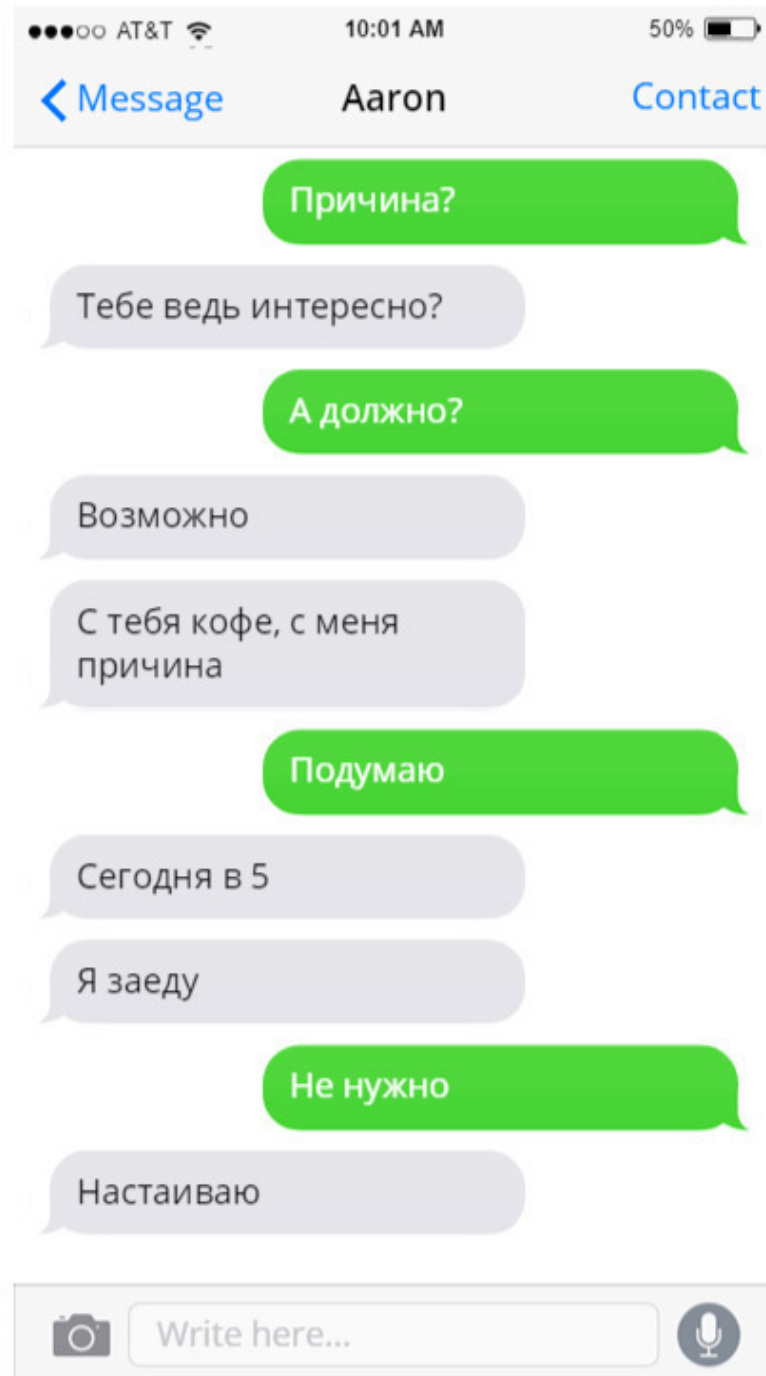 AT&T 10:01 AM 50%
Message Aaron Contact
Причина?
Тебе ведь интересно?
А должно?
Возможно
С тебя кофе, с меня
причина
Подумаю
Сегодня в 5
Я заеду
Не нужно
Настаиваю
Write here...